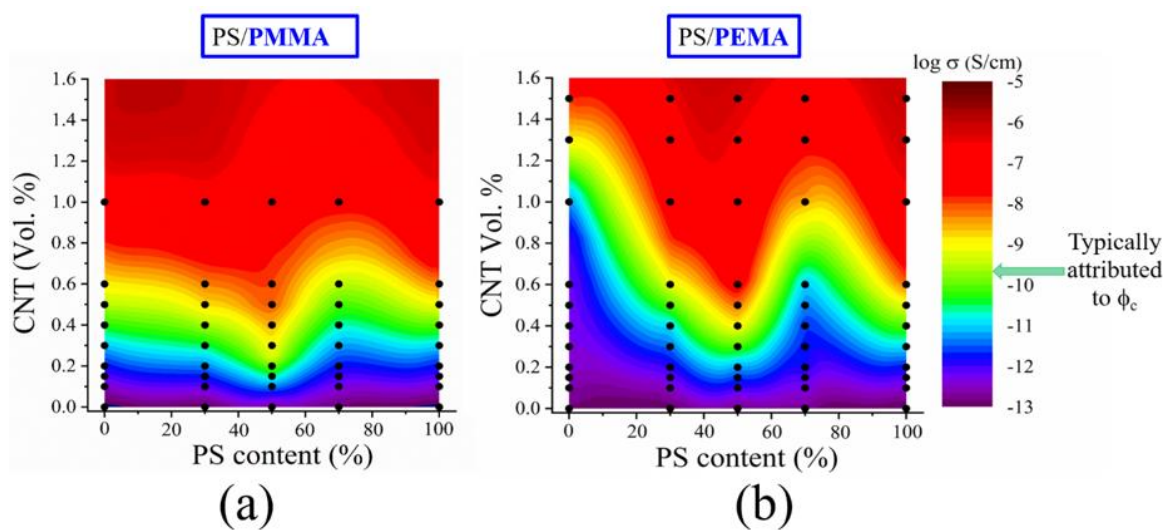 PS/PMMA
PS/PEMA
log σ (S/cm)
CNT (Vol. %)
1.6
1.4
1.2
1.0
0.8
0.6
0.4
0.2
0.0
0 20 40 60 80 100
PS content (%)
(a)
CNT Vol. %
1.6
1.4
1.2
1.0
0.8
0.6
0.4
0.2
0.0
0 20 40 60 80 100
PS content (%)
(b)
-5
-6
-7
-8
-9
-10
-11
-12
-13
Typically
attributed
to ϕc